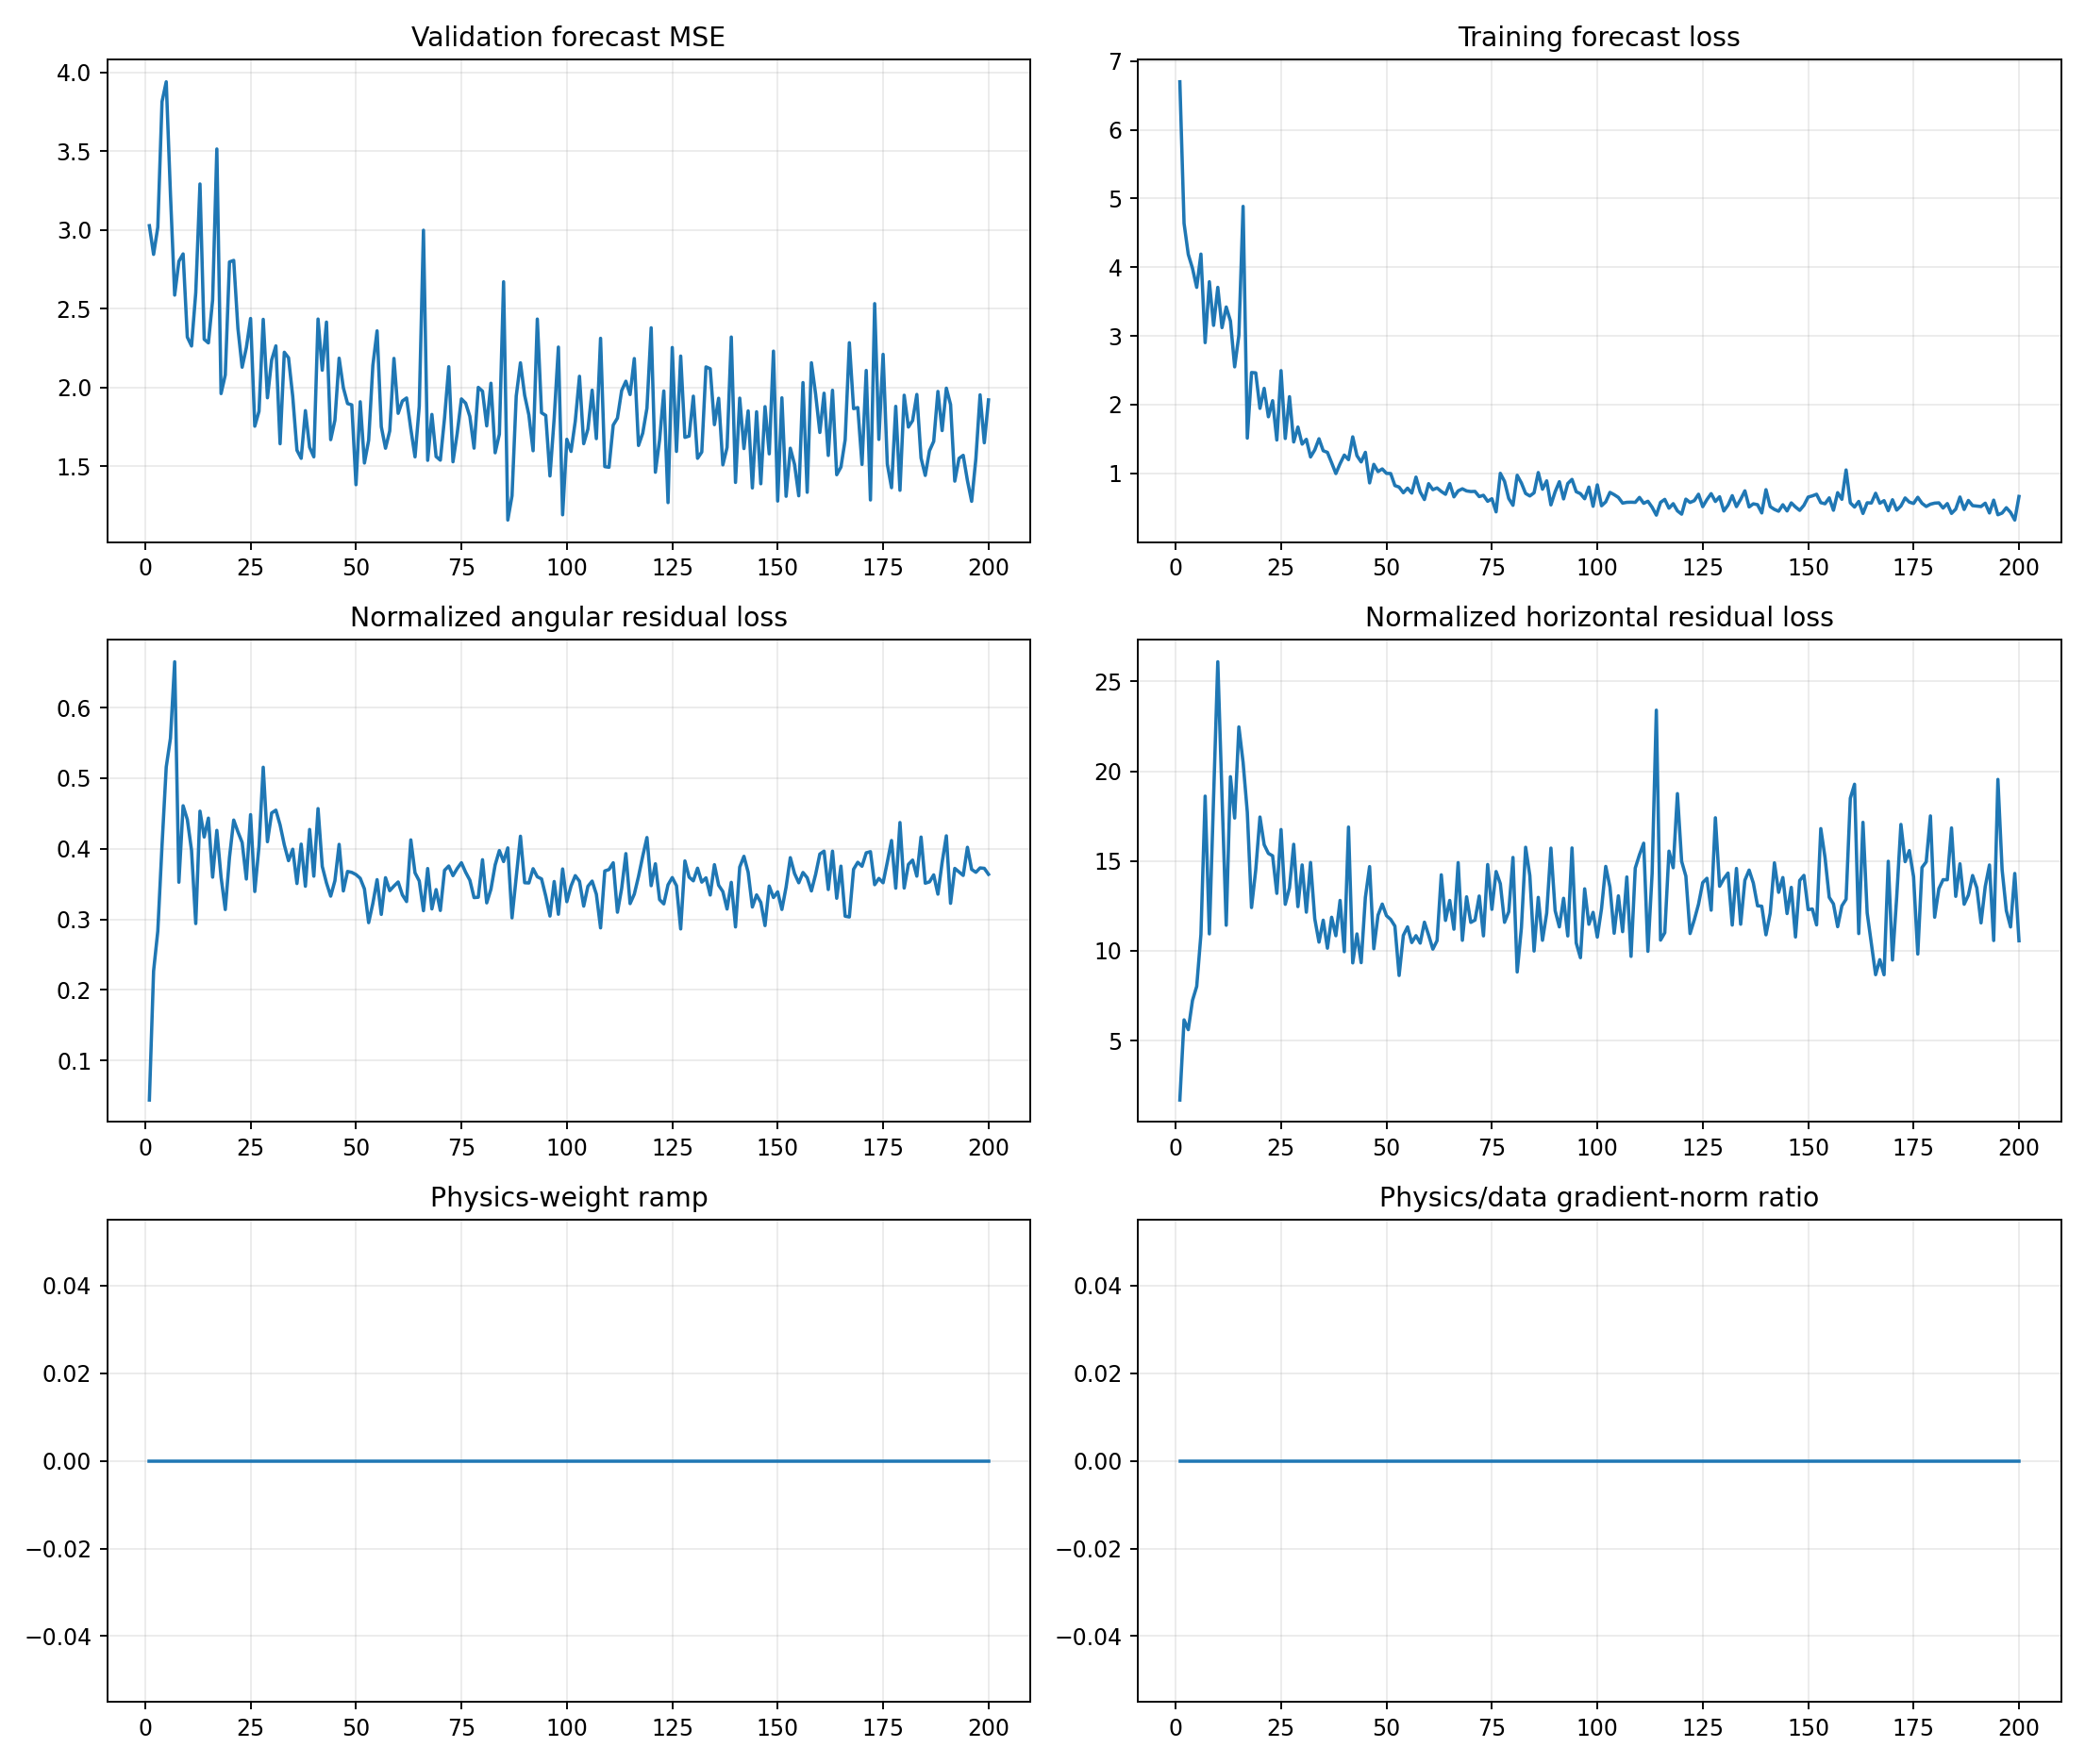 Validation forecast MSE
4.0
3.5
3.0
2.5
2.0
1.5
0 25 50 75 100 125 150 175 200
Training forecast loss
7
6
5
4
3
2
1
0 25 50 75 100 125 150 175 200
Normalized angular residual loss
0.6
0.5
0.4
0.3
0.2
0.1
0 25 50 75 100 125 150 175 200
Normalized horizontal residual loss
25
20
15
10
5
0 25 50 75 100 125 150 175 200
Physics-weight ramp
0.04
0.02
0.00
−0.02
−0.04
0 25 50 75 100 125 150 175 200
Physics/data gradient-norm ratio
0.04
0.02
0.00
−0.02
−0.04
0 25 50 75 100 125 150 175 200